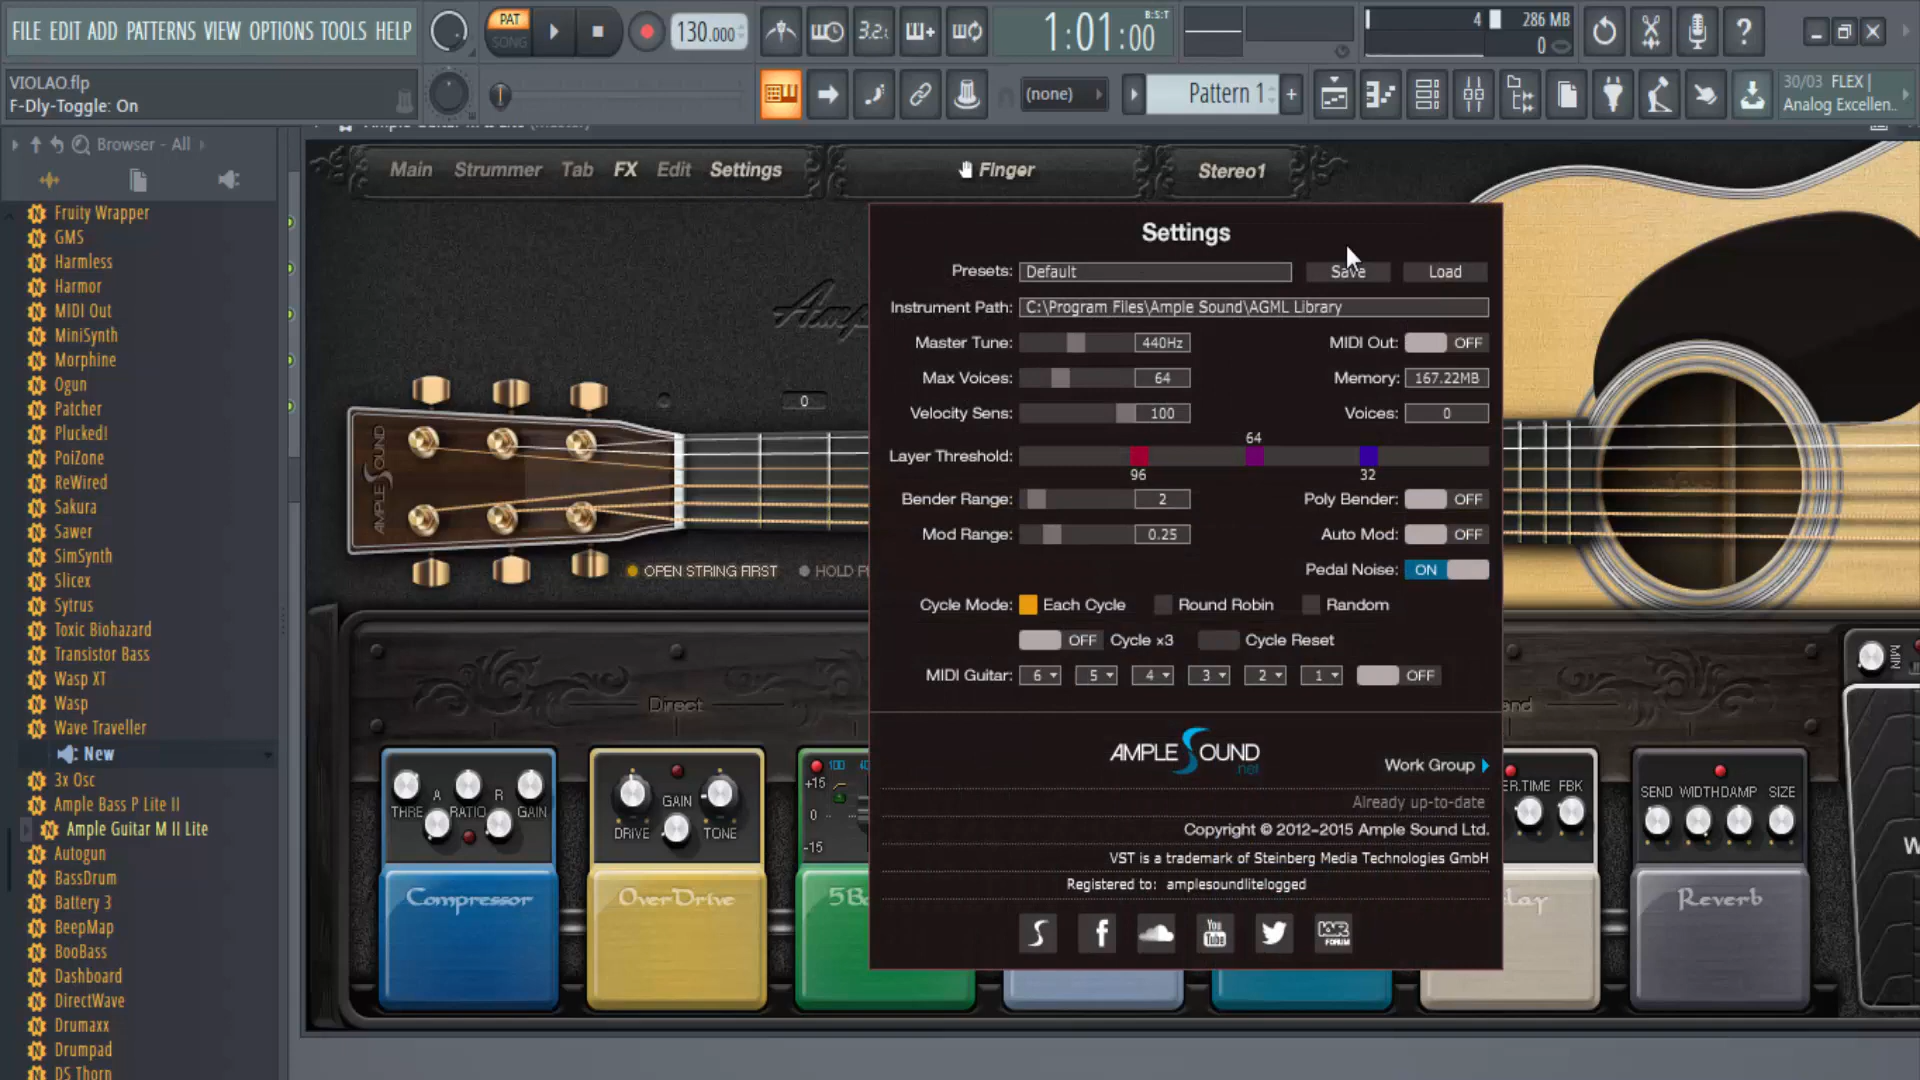 FILE EDIT ADD PATTERNS VIEW OPTIONS TOOLS HELP
PAT
SONG
130.000
3.2.
1:01:00
B:S:T
4
286 MB
0
VIOLAO.flp
F-Dly-Toggle: On
(none)
Pattern 1
30/03 FLEX |
Analog Excellen..
Browser - All
Main
Strummer
Tab
FX
Edit
Settings
Finger
Stereo1
Fruity Wrapper
GMS
Harmless
Harmor
MIDI Out
MiniSynth
Morphine
Ogun
Patcher
Plucked!
PoiZone
ReWired
Sakura
Sawer
SimSynth
Slicex
Sytrus
Toxic Biohazard
Transistor Bass
Wasp XT
Wasp
Wave Traveller
New
3x Osc
Ample Bass P Lite II
Ample Guitar M II Lite
Autogun
BassDrum
Battery 3
BeepMap
BooBass
Dashboard
DirectWave
Drumaxx
Drumpad
DS Thorn
0
AMPLE SOUND
OPEN STRING FIRST
Settings
Presets: Default Save Load
Instrument Path: C:\Program Files\Ample Sound\AGML Library
Master Tune: 440Hz MIDI Out: OFF
Max Voices: 64 Memory: 167.22MB
Velocity Sens: 100 Voices: 0
64
Layer Threshold:
96 32
Bender Range: 2 Poly Bender: OFF
Mod Range: 0.25 Auto Mod: OFF
Pedal Noise: ON
Cycle Mode: Each Cycle Round Robin Random
OFF Cycle ×3 Cycle Reset
MIDI Guitar: 6 5 4 3 2 1 OFF
AMPLE SOUND
net
Work Group
Already up-to-date
Copyright © 2012-2015 Ample Sound Ltd.
VST is a trademark of Steinberg Media Technologies GmbH
Registered to: amplesoundlitelogged
You Tube
KVR FORUM
Direct
THRE A RATIO R GAIN
Compressor
GAIN
DRIVE TONE
OverDrive
+15
0
-15
100
FBK
SEND WIDTH DAMP SIZE
Reverb
MIN